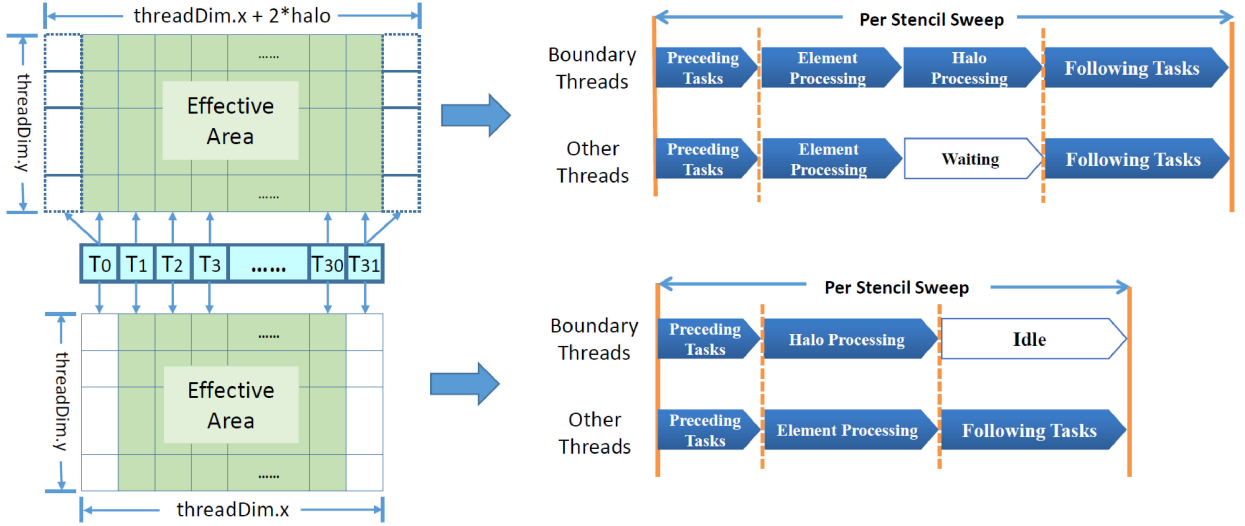 threadDim.x + 2*halo
threadDim.y
......
Effective
Area
......
T0 T1 T2 T3 ...... T30 T31
threadDim.y
......
Effective
Area
......
threadDim.x
Per Stencil Sweep
Boundary
Threads
Preceding
Tasks
Element
Processing
Halo
Processing
Following Tasks
Other
Threads
Preceding
Tasks
Element
Processing
Waiting
Following Tasks
Per Stencil Sweep
Boundary
Threads
Preceding
Tasks
Halo Processing
Idle
Other
Threads
Preceding
Tasks
Element Processing
Following Tasks